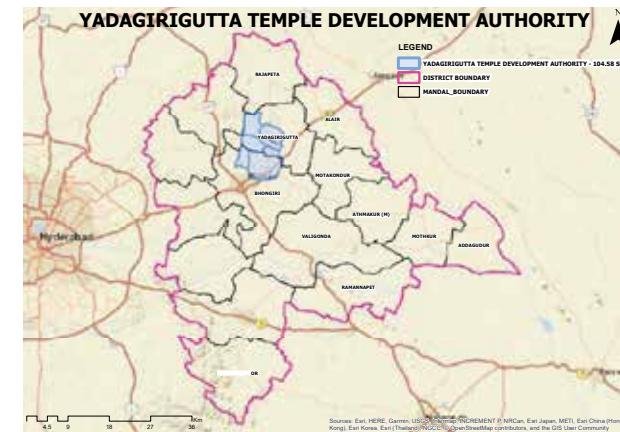 YADAGIRIGUTTA TEMPLE DEVELOPMENT AUTHORITY
N
LEGEND
YADAGIRIGUTTA TEMPLE DEVELOPMENT AUTHORITY - 104.58 S
DISTRICT BOUNDARY
MANDAL_BOUNDARY
RAJAPETA
ALAIR
YADAGIRIGUTTA
MOTAKONDUR
BHONGIRI
ATHMAKUR (M)
Hyderabad
VALIGONDA
MOTHKUR
ADDAGUDUR
RAMANNAPET
OR
Km
4.5 9 18 27 36
Sources: Esri, HERE, Garmin, USGS, Intermap, INCREMENT P, NRCan, Esri Japan, METI, Esri China (Hon
Kong), Esri Korea, Esri (Thailand), NGCC, © OpenStreetMap contributors, and the GIS User Community